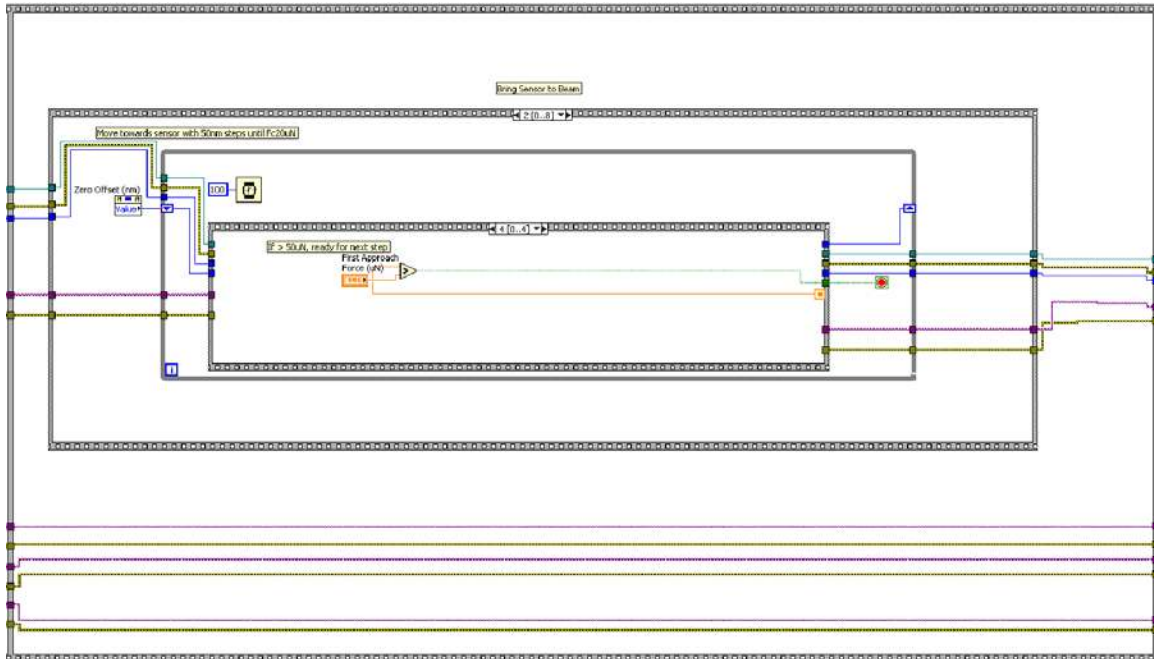 Bring Sensor to Beam
2 [0..8]
Move towards sensor with 50nm steps until F<20uN
Zero Offset (nm)
Value
100
4 [0..4]
If > 50uN, ready for next step
First Approach
Force (uN)
>
i